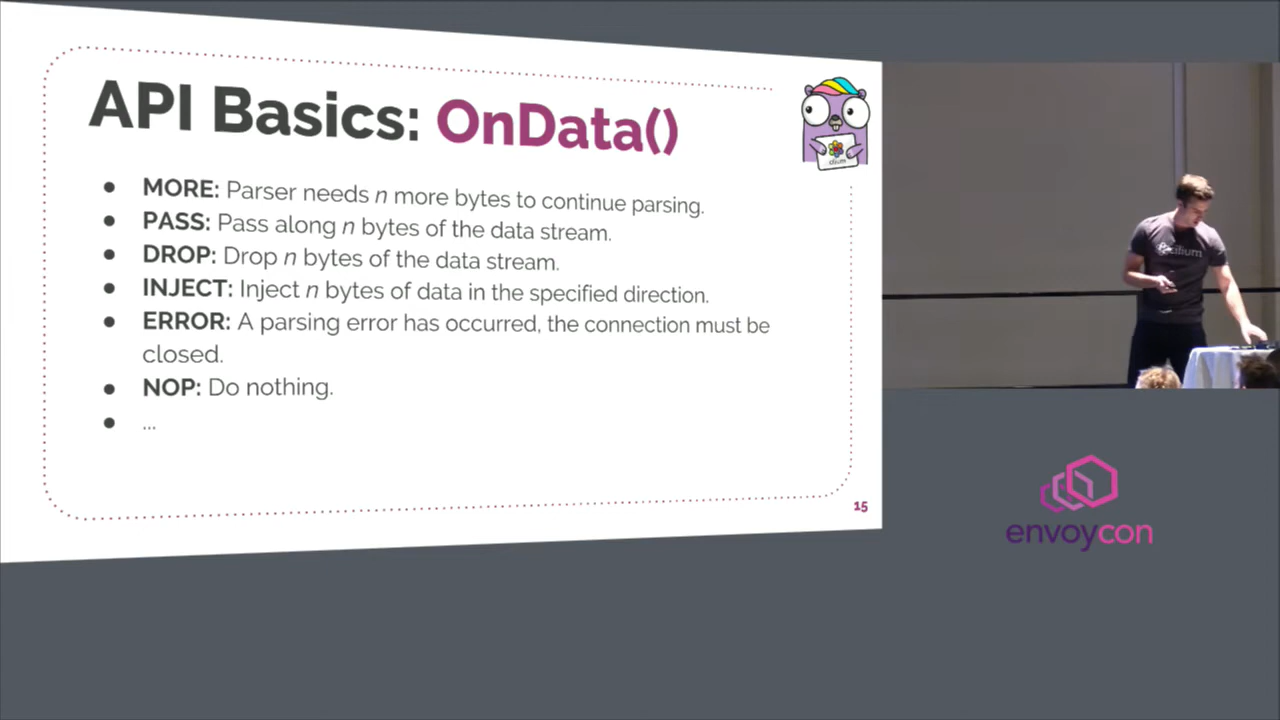 API Basics: OnData()
● MORE: Parser needs n more bytes to continue parsing.
● PASS: Pass along n bytes of the data stream.
● DROP: Drop n bytes of the data stream.
● INJECT: Inject n bytes of data in the specified direction.
● ERROR: A parsing error has occurred, the connection must be
closed.
● NOP: Do nothing.
● ...
15
cilium
cilium
envoycon